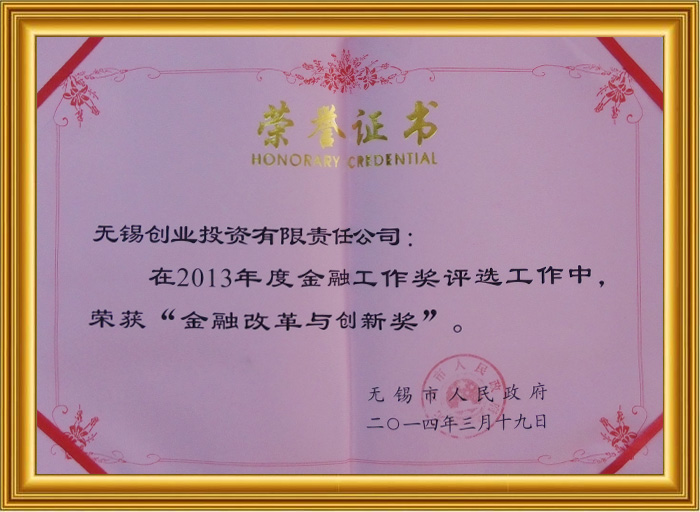 荣誉证书
HONORARY CREDENTIAL
无锡创业投资有限责任公司：
在2013年度金融工作奖评选工作中，
荣获“金融改革与创新奖”。
无锡市人民政府
二〇一四年三月十九日